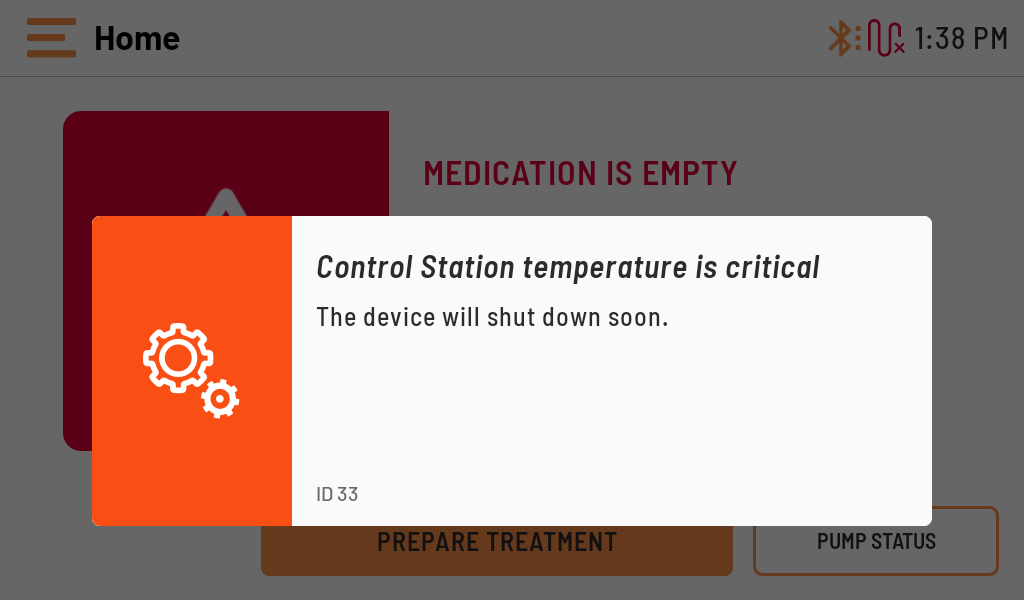 Home
1:38 PM
MEDICATION IS EMPTY
Control Station temperature is critical
The device will shut down soon.
ID 33
PREPARE TREATMENT
PUMP STATUS